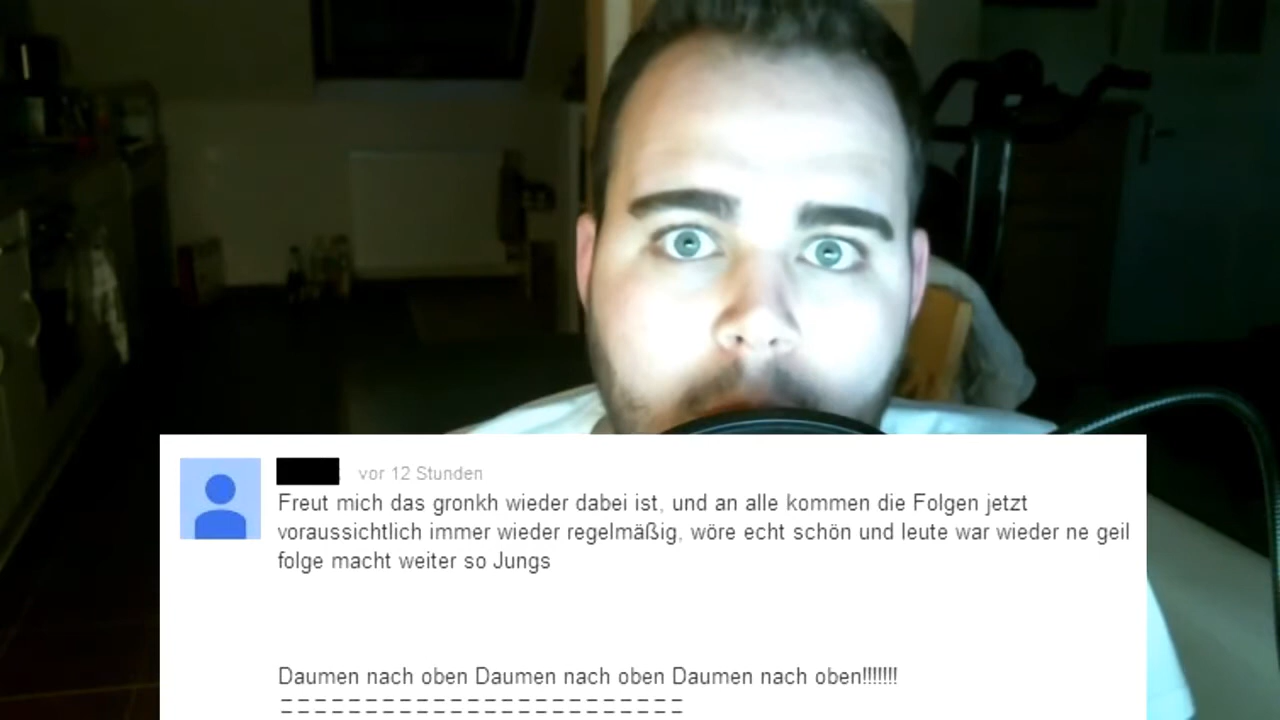 vor 12 Stunden
Freut mich das gronkh wieder dabei ist, und an alle kommen die Folgen jetzt
voraussichtlich immer wieder regelmäßig, wöre echt schön und leute war wieder ne geil
folge macht weiter so Jungs
Daumen nach oben Daumen nach oben Daumen nach oben!!!!!!!
========================